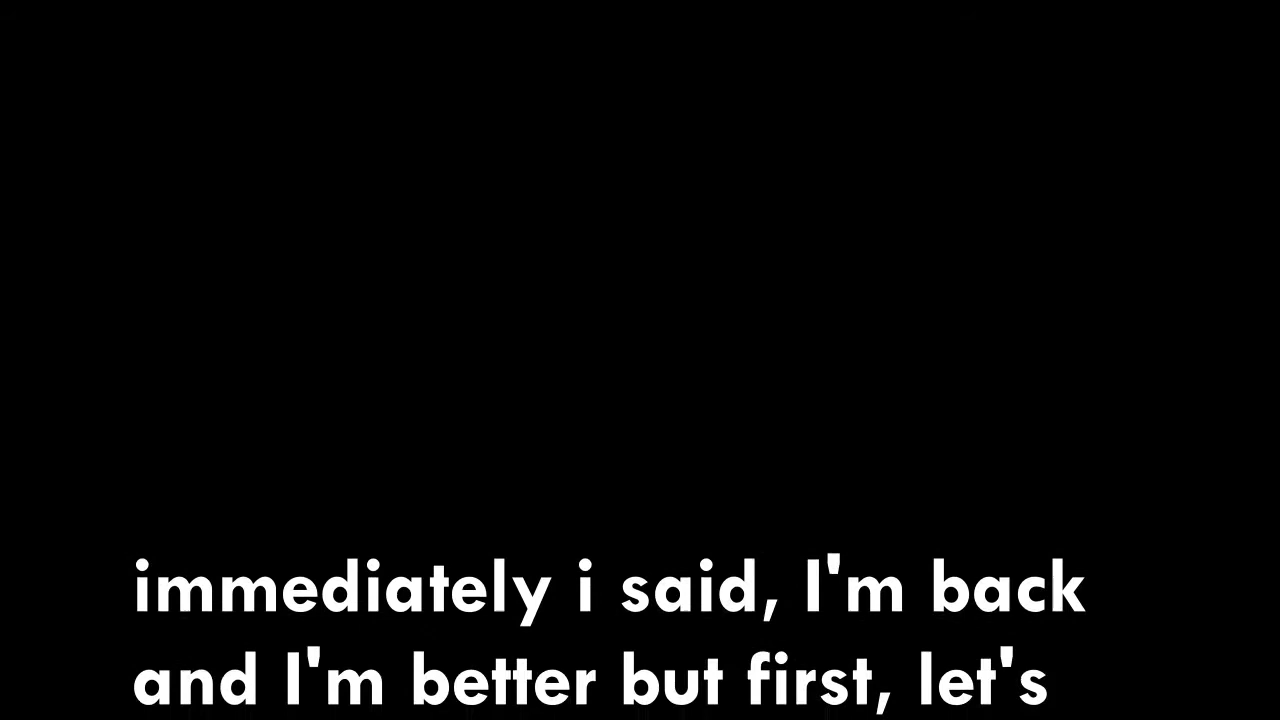 immediately i said, I'm back
and I'm better but first, let's